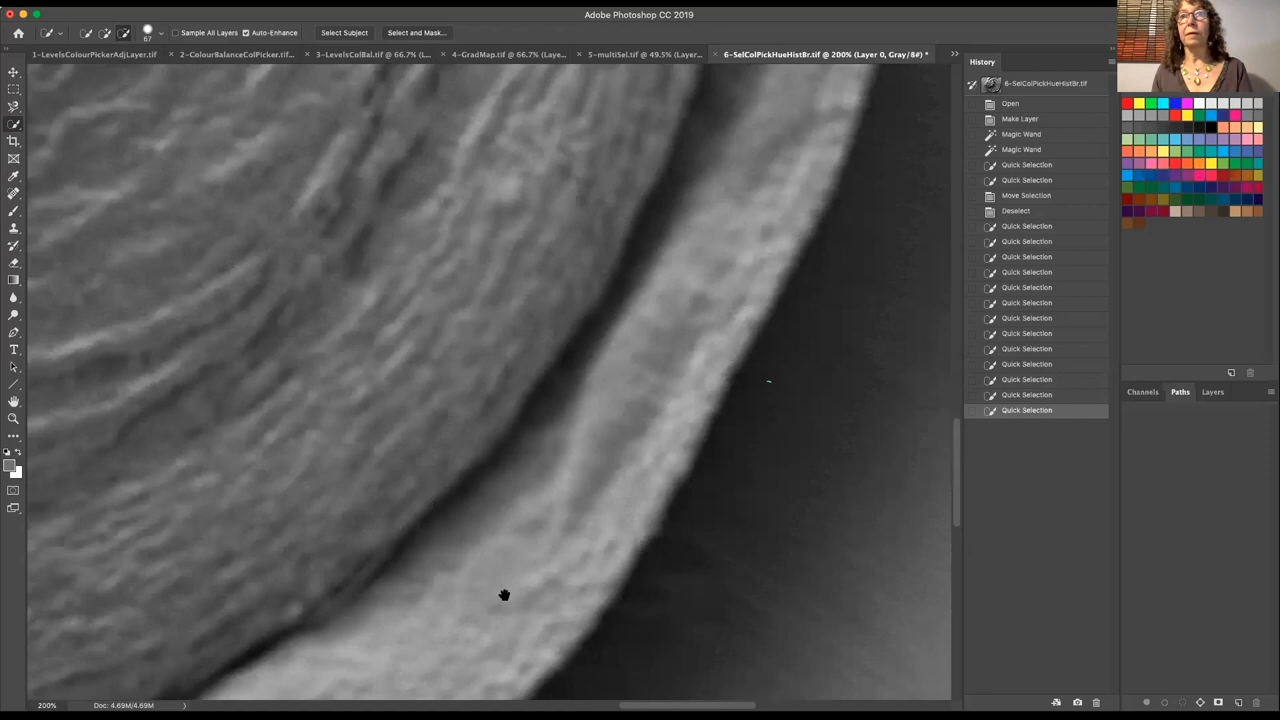 Adobe Photoshop CC 2019
67
Sample All Layers
Auto-Enhance
Select Subject
Select and Mask...
1-LevelsColourPickerAdjLayer.tif
2-ColourBalanceColPicker.tif...
3-LevelsColBal.tif @ 66.7%
GradMap.tif @ 66.7% (Laye...
5-multiSel.tif @ 49.5% (Layer...
6-SelColPickHueHistBr.tif @ 200% (Layer 0, Gray/8#) *
History
6-SelColPickHueHistBr.tif
Open
Make Layer
Magic Wand
Magic Wand
Quick Selection
Quick Selection
Move Selection
Deselect
Quick Selection
Quick Selection
Quick Selection
Quick Selection
Quick Selection
Quick Selection
Quick Selection
Quick Selection
Quick Selection
Quick Selection
Quick Selection
Quick Selection
Quick Selection
Channels
Paths
Layers
200%
Doc: 4.69M/4.69M